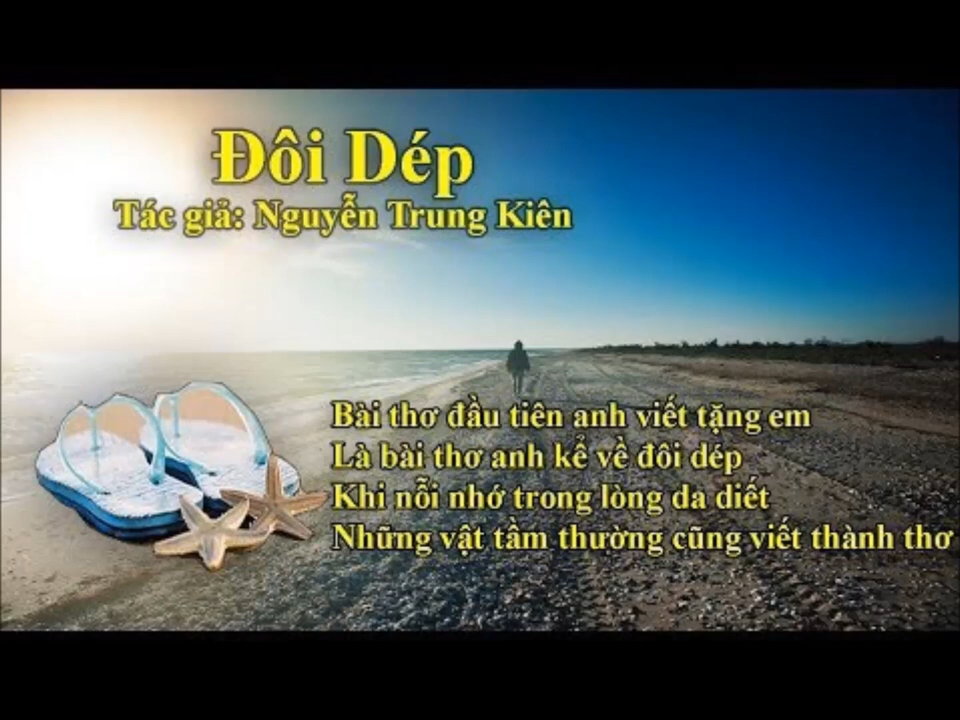 Đôi Dép
Tác giả: Nguyễn Trung Kiên
Bài thơ đầu tiên anh viết tặng em
Là bài thơ anh kể về đôi dép
Khi nỗi nhớ trong lòng da diết
Những vật tầm thường cũng viết thành thơ